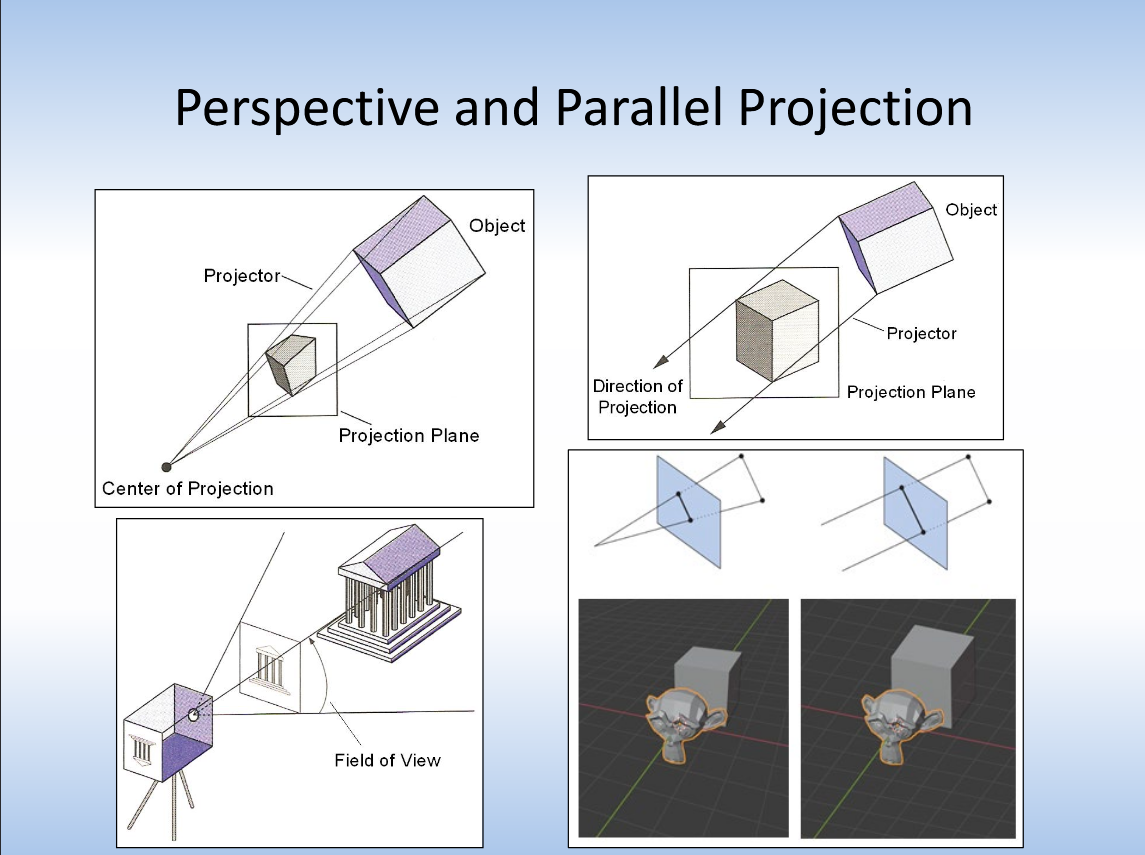 Perspective and Parallel Projection
Object
Projector
Projection Plane
Center of Projection
Object
Projector
Direction of
Projection
Projection Plane
Field of View